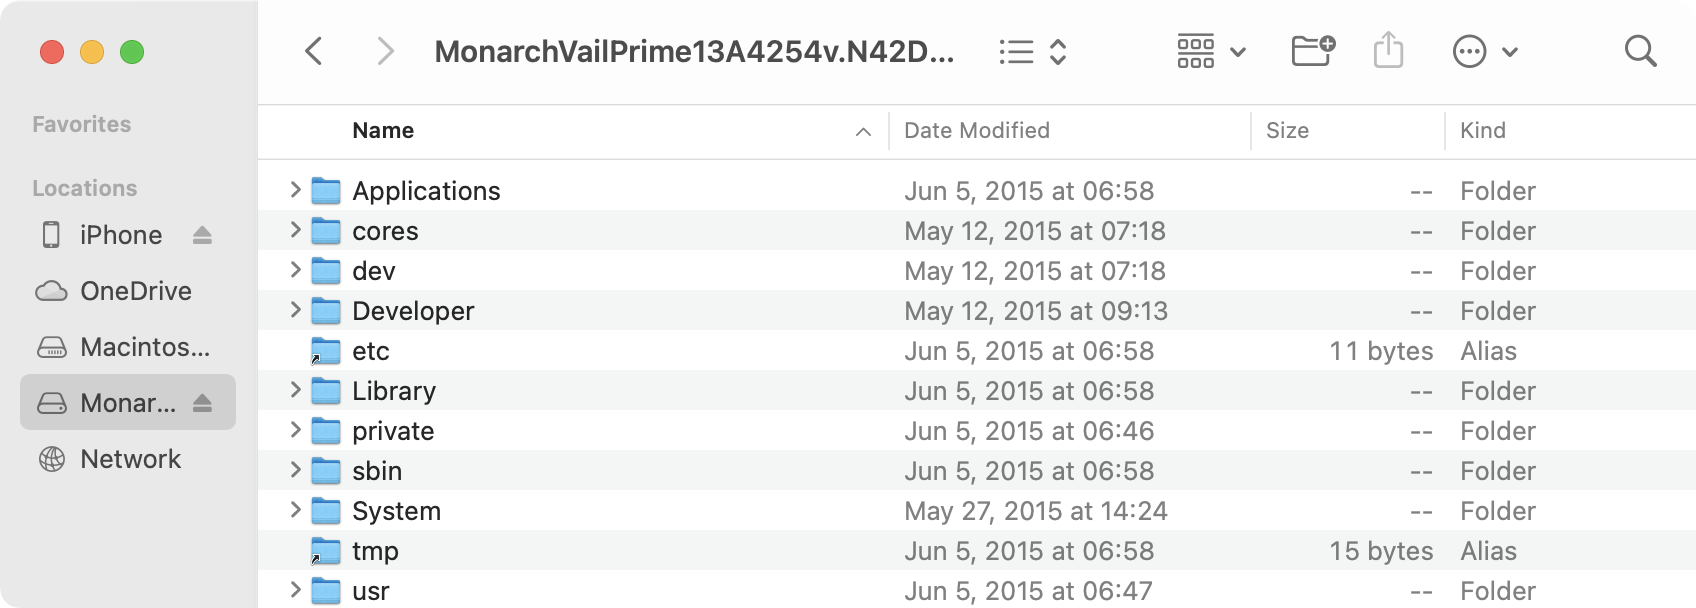 MonarchVailPrime13A4254v.N42D...
Favorites
Locations
iPhone
OneDrive
Macintos...
Monar...
Network
Name Date Modified Size Kind
Applications Jun 5, 2015 at 06:58 -- Folder
cores May 12, 2015 at 07:18 -- Folder
dev May 12, 2015 at 07:18 -- Folder
Developer May 12, 2015 at 09:13 -- Folder
etc Jun 5, 2015 at 06:58 11 bytes Alias
Library Jun 5, 2015 at 06:58 -- Folder
private Jun 5, 2015 at 06:46 -- Folder
sbin Jun 5, 2015 at 06:58 -- Folder
System May 27, 2015 at 14:24 -- Folder
tmp Jun 5, 2015 at 06:58 15 bytes Alias
usr Jun 5, 2015 at 06:47 -- Folder